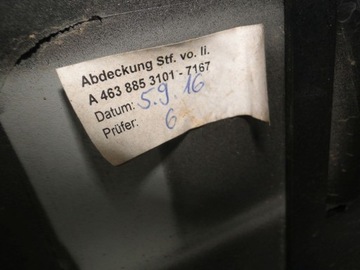 Abdeckung Stf. vo. li.
A 463 885 3101 - 7167
Datum: 5.9.16
Prüfer: 6